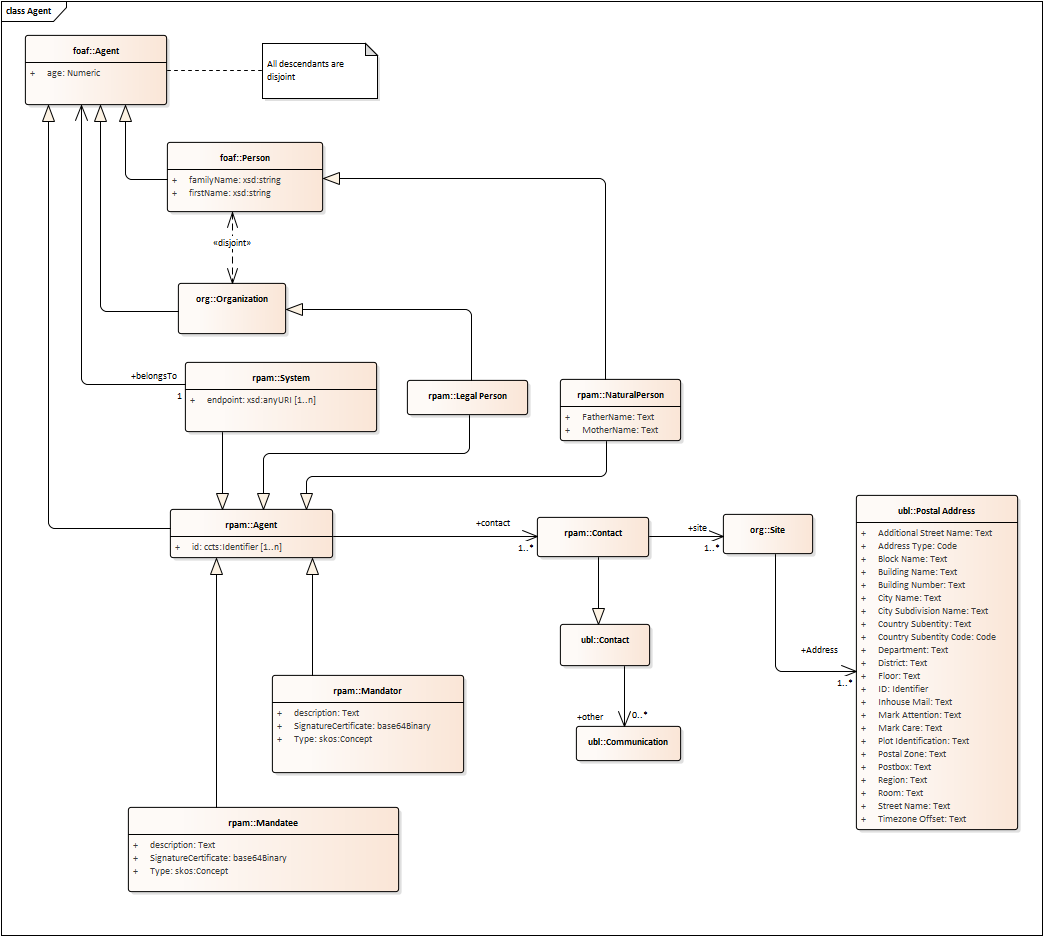 class Agent
foaf::Agent
+ age: Numeric
All descendants are
disjoint
foaf::Person
+ familyName: xsd:string
+ firstName: xsd:string
«disjoint»
org::Organization
+belongsTo
1
rpam::System
+ endpoint: xsd:anyURI [1..n]
rpam::Legal Person
rpam::NaturalPerson
+ FatherName: Text
+ MotherName: Text
rpam::Agent
+ id: ccts:Identifier [1..n]
+contact
1..*
rpam::Contact
+site
1..*
org::Site
ubl::Contact
+other
0..*
ubl::Communication
+Address
1..*
ubl::Postal Address
+ Additional Street Name: Text
+ Address Type: Code
+ Block Name: Text
+ Building Name: Text
+ Building Number: Text
+ City Name: Text
+ City Subdivision Name: Text
+ Country Subentity: Text
+ Country Subentity Code: Code
+ Department: Text
+ District: Text
+ Floor: Text
+ ID: Identifier
+ Inhouse Mail: Text
+ Mark Attention: Text
+ Mark Care: Text
+ Plot Identification: Text
+ Postal Zone: Text
+ Postbox: Text
+ Region: Text
+ Room: Text
+ Street Name: Text
+ Timezone Offset: Text
rpam::Mandator
+ description: Text
+ SignatureCertificate: base64Binary
+ Type: skos:Concept
rpam::Mandatee
+ description: Text
+ SignatureCertificate: base64Binary
+ Type: skos:Concept